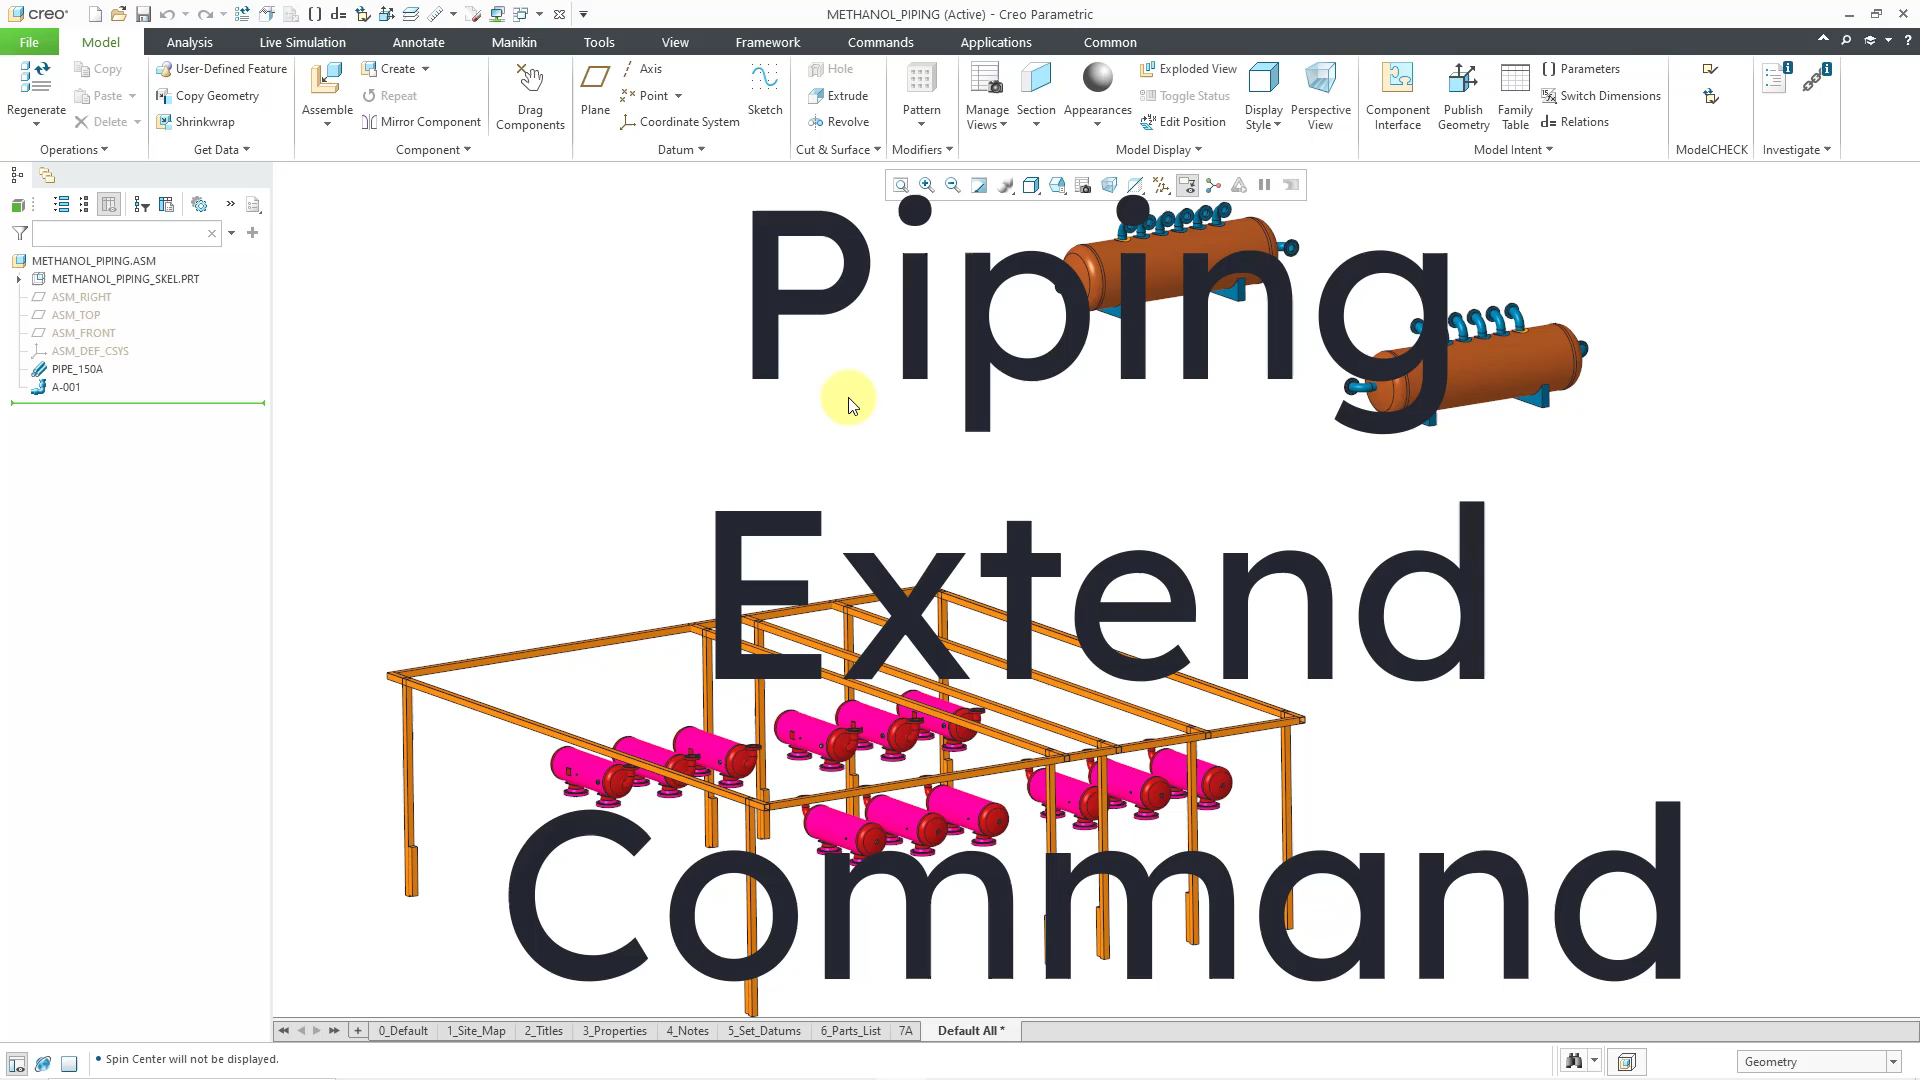 creo
d=
METHANOL_PIPING (Active) - Creo Parametric
File Model Analysis Live Simulation Annotate Manikin Tools View Framework Commands Applications Common
Regenerate
Copy
Paste
Delete
Operations
User-Defined Feature
Copy Geometry
Shrinkwrap
Get Data
Assemble
Create
Repeat
Mirror Component
Component
Drag
Components
Plane
Axis
Point
Coordinate System
Sketch
Datum
Hole
Extrude
Revolve
Cut & Surface
Pattern
Modifiers
Manage
Views
Section
Appearances
Exploded View
Toggle Status
Edit Position
Display
Style
Perspective
View
Model Display
Component
Interface
Publish
Geometry
Family
Table
Parameters
Switch Dimensions
d= Relations
Model Intent
ModelCHECK
Investigate
METHANOL_PIPING.ASM
METHANOL_PIPING_SKEL.PRT
ASM_RIGHT
ASM_TOP
ASM_FRONT
ASM_DEF_CSYS
PIPE_150A
A-001
Piping
Extend
Command
0_Default 1_Site_Map 2_Titles 3_Properties 4_Notes 5_Set_Datums 6_Parts_List 7A Default All *
• Spin Center will not be displayed.
Geometry